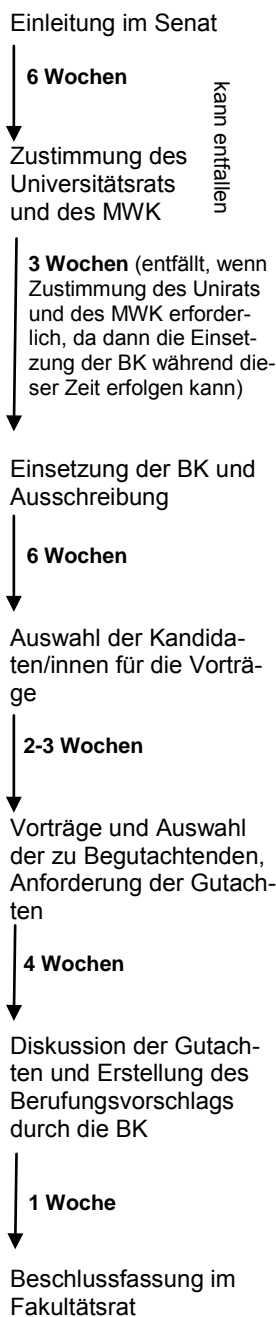 Einleitung im Senat
6 Wochen
kann entfallen
Zustimmung des
Universitätsrats
und des MWK
3 Wochen (entfällt, wenn
Zustimmung des Unirats
und des MWK erforder-
lich, da dann die Einset-
zung der BK während die-
ser Zeit erfolgen kann)
Einsetzung der BK und
Ausschreibung
6 Wochen
Auswahl der Kandida-
ten/innen für die Vorträ-
ge
2-3 Wochen
Vorträge und Auswahl
der zu Begutachtenden,
Anforderung der Gutach-
ten
4 Wochen
Diskussion der Gutach-
ten und Erstellung des
Berufungsvorschlags
durch die BK
1 Woche
Beschlussfassung im
Fakultätsrat